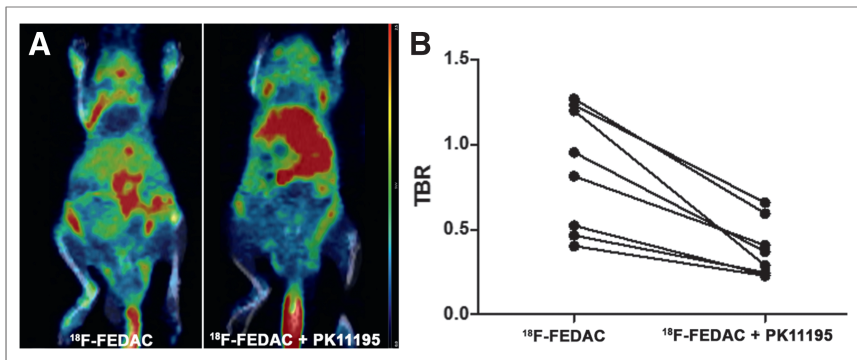 A
¹⁸F-FEDAC
¹⁸F-FEDAC + PK11195
B
1.5
1.0
0.5
0.0
TBR
¹⁸F-FEDAC
¹⁸F-FEDAC + PK11195